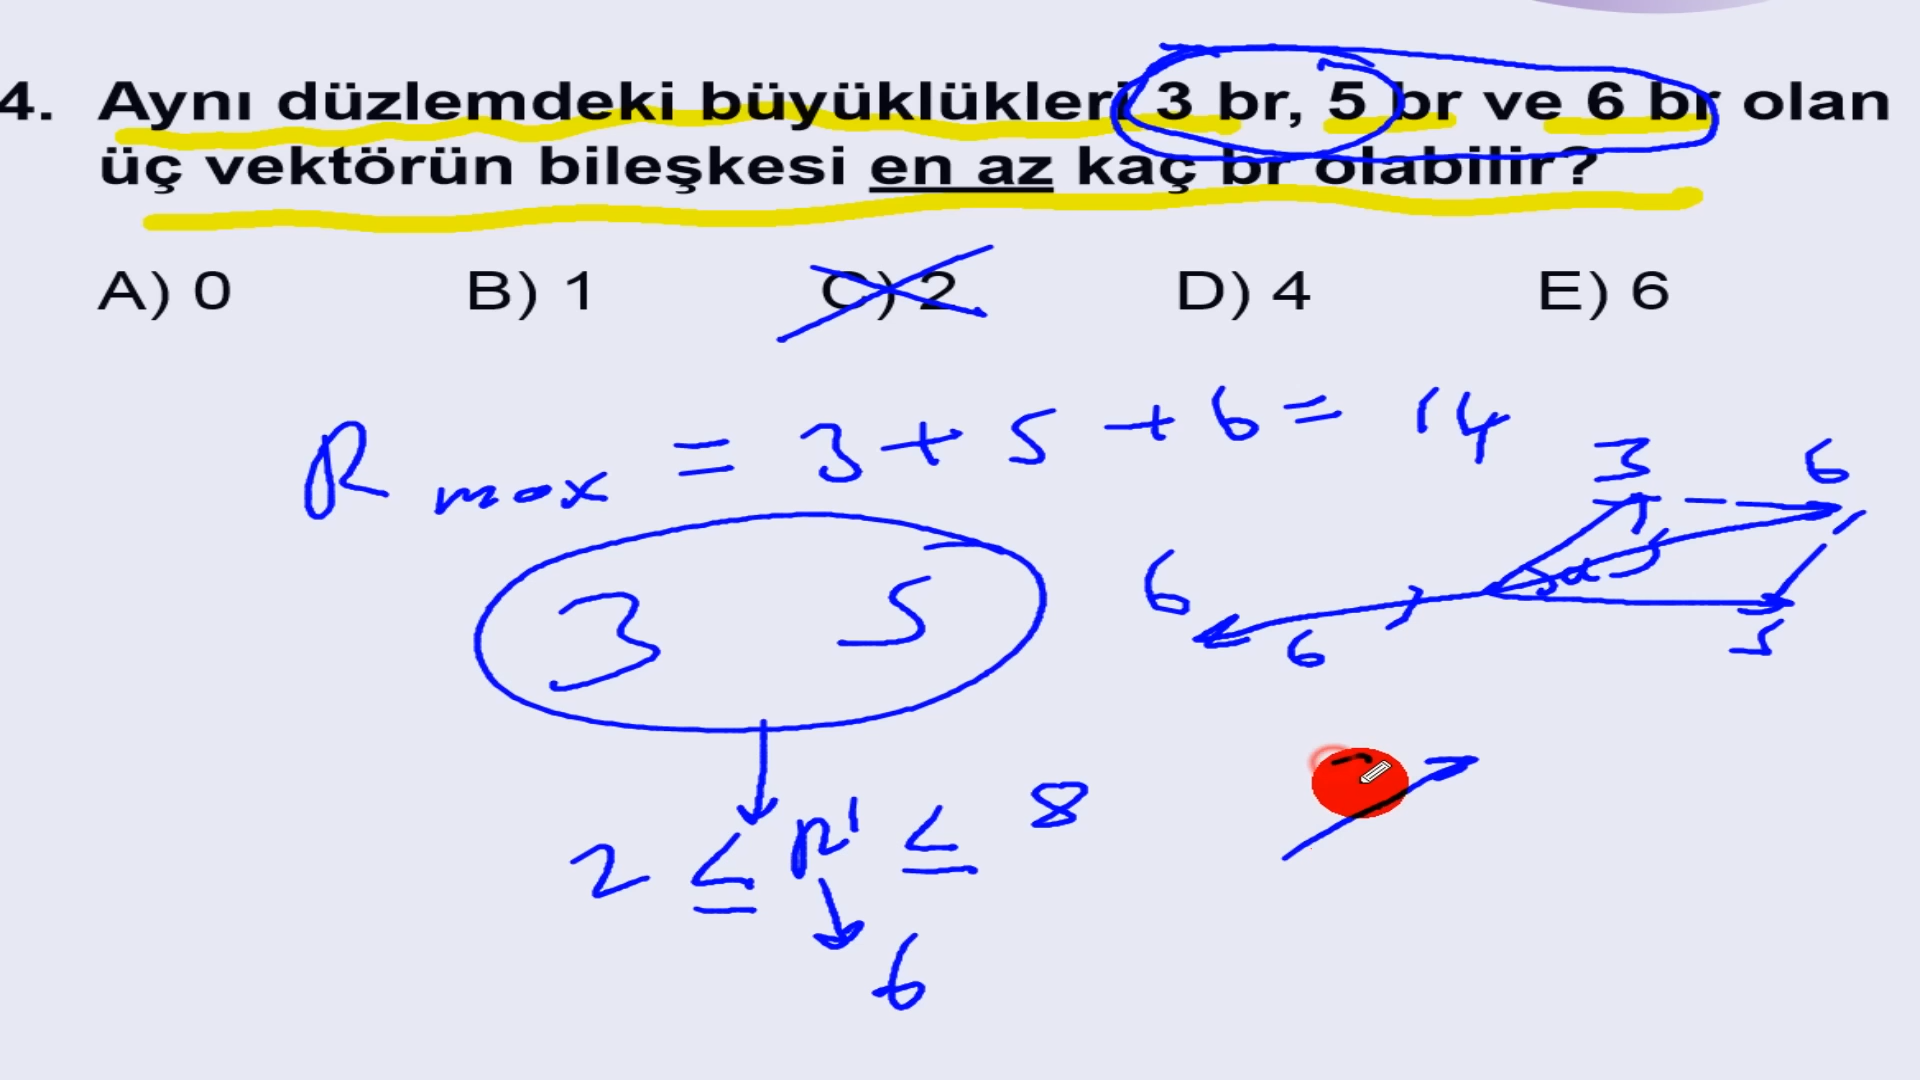 4. Aynı düzlemdeki büyüklükleri 3 br, 5 br ve 6 br olan
üç vektörün bileşkesi en az kaç br olabilir?
A) 0 B) 1 C) 2 D) 4 E) 6
R max = 3 + 5 + 6 = 14
3 6
3 5
6 α
6 5
2 ≤ R' ≤ 8
6